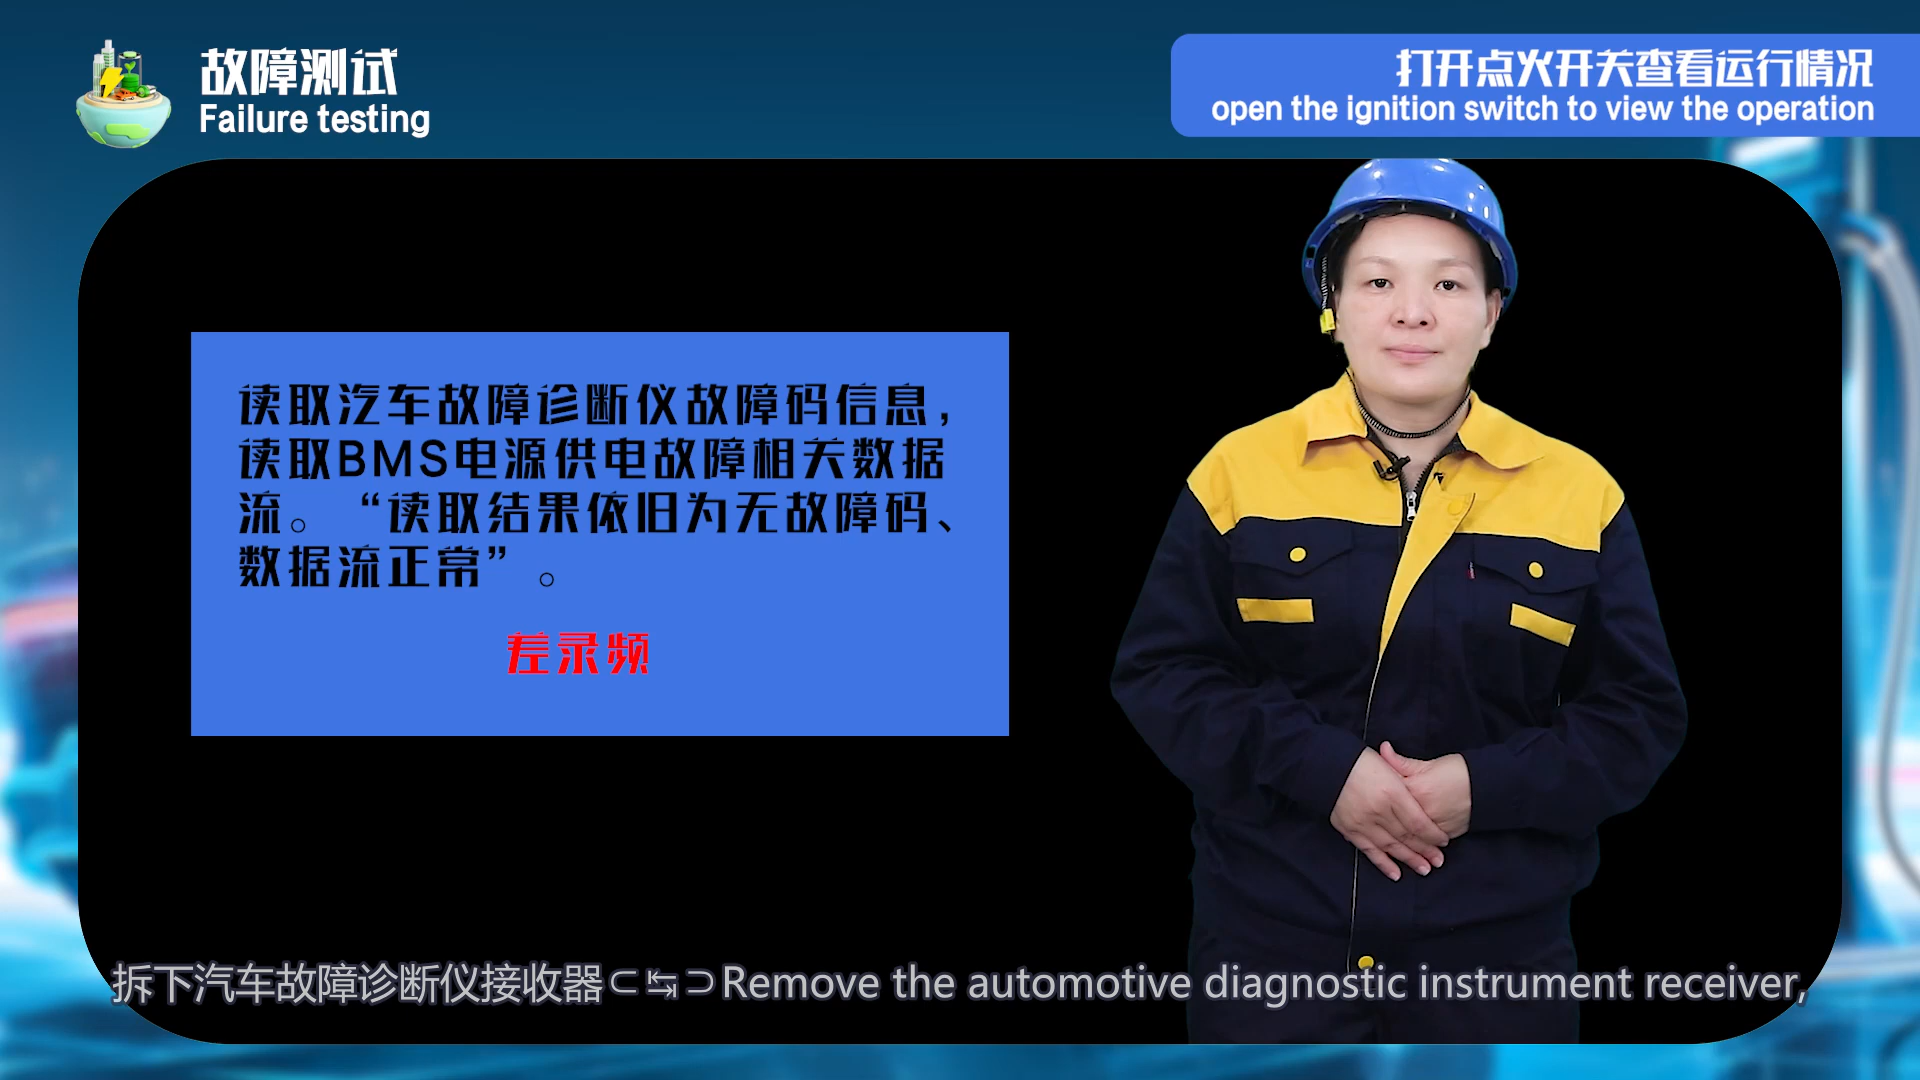 故障测试
Failure testing
打开点火开关查看运行情况
open the ignition switch to view the operation
读取汽车故障诊断仪故障码信息，
读取BMS电源供电故障相关数据
流。“读取结果依旧为无故障码、
数据流正常”。
差录频
拆下汽车故障诊断仪接收器⊂↹⊃Remove the automotive diagnostic instrument receiver,